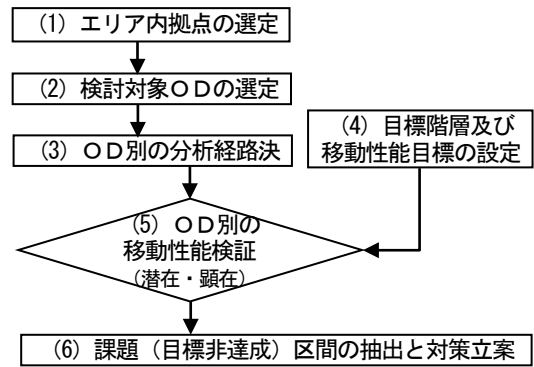 (1) エリア内拠点の選定
(2) 検討対象ＯＤの選定
(3) ＯＤ別の分析経路決
(4) 目標階層及び
移動性能目標の設定
(5) ＯＤ別の
移動性能検証
(潜在・顕在)
(6) 課題（目標非達成）区間の抽出と対策立案